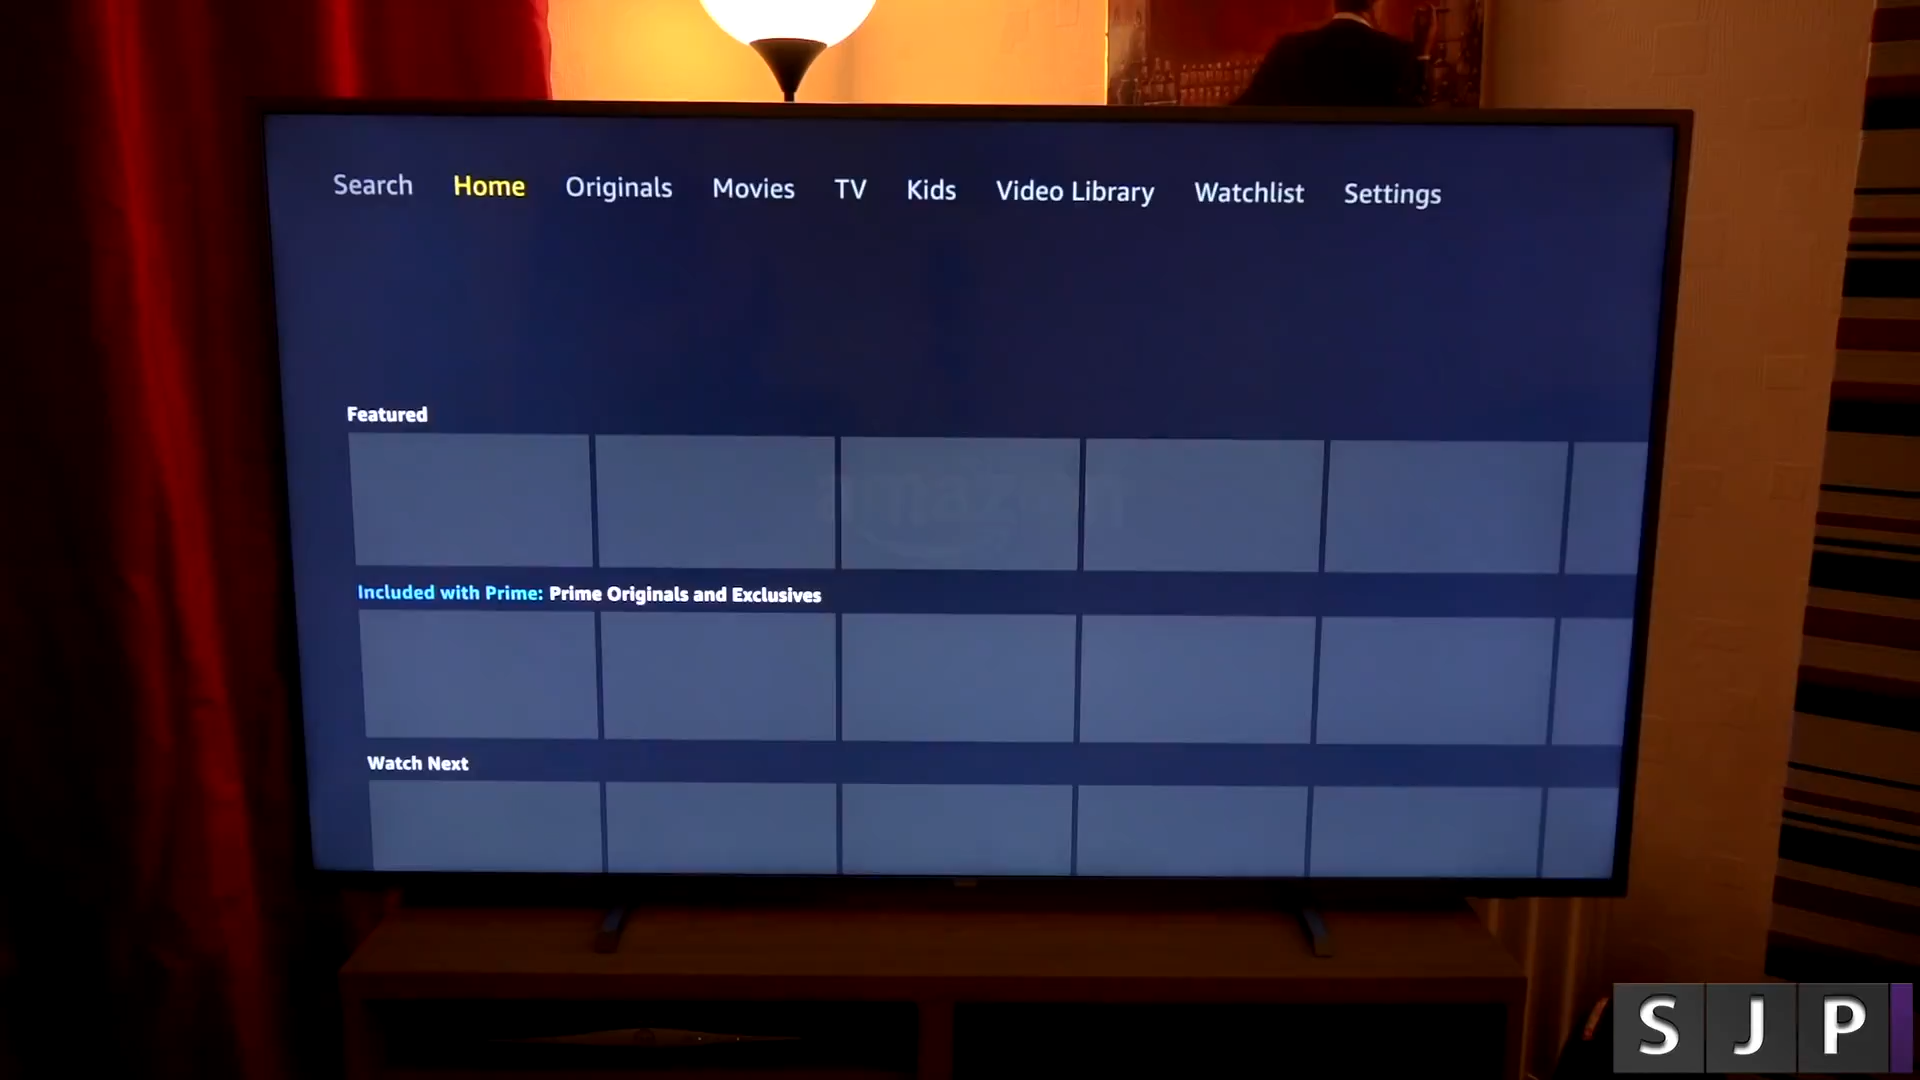 Search Home Originals Movies TV Kids Video Library Watchlist Settings
Featured
amazon
Included with Prime: Prime Originals and Exclusives
Watch Next
SJP